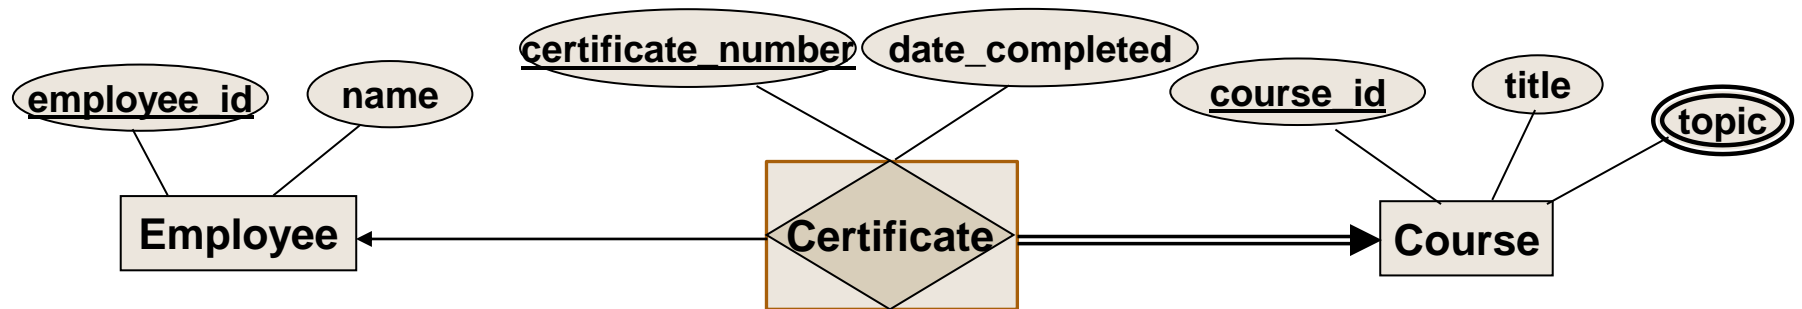 certificate_number
date_completed
employee_id
name
course_id
title
topic
Employee
Certificate
Course